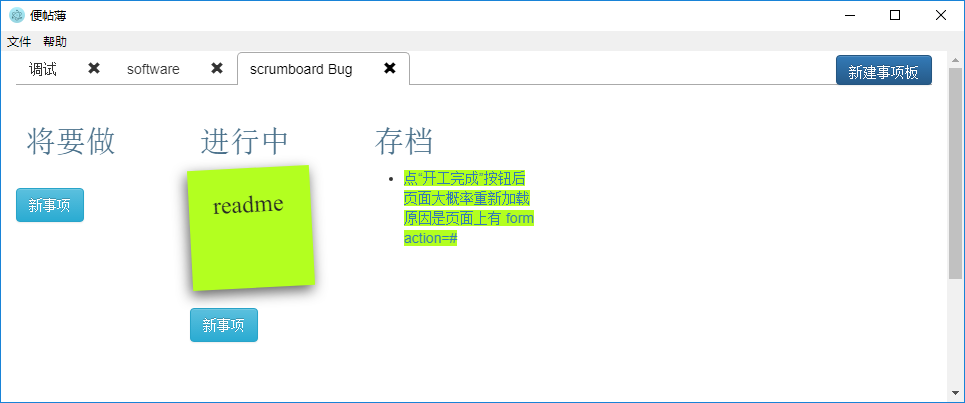 便帖薄
文件 帮助
调试 ✖ software ✖ scrumboard Bug ✖ 新建事项板
将要做 进行中 存档
点“开工完成”按钮后
页面大概率重新加载
原因是页面上有 form
action=#
新事项
readme
新事项